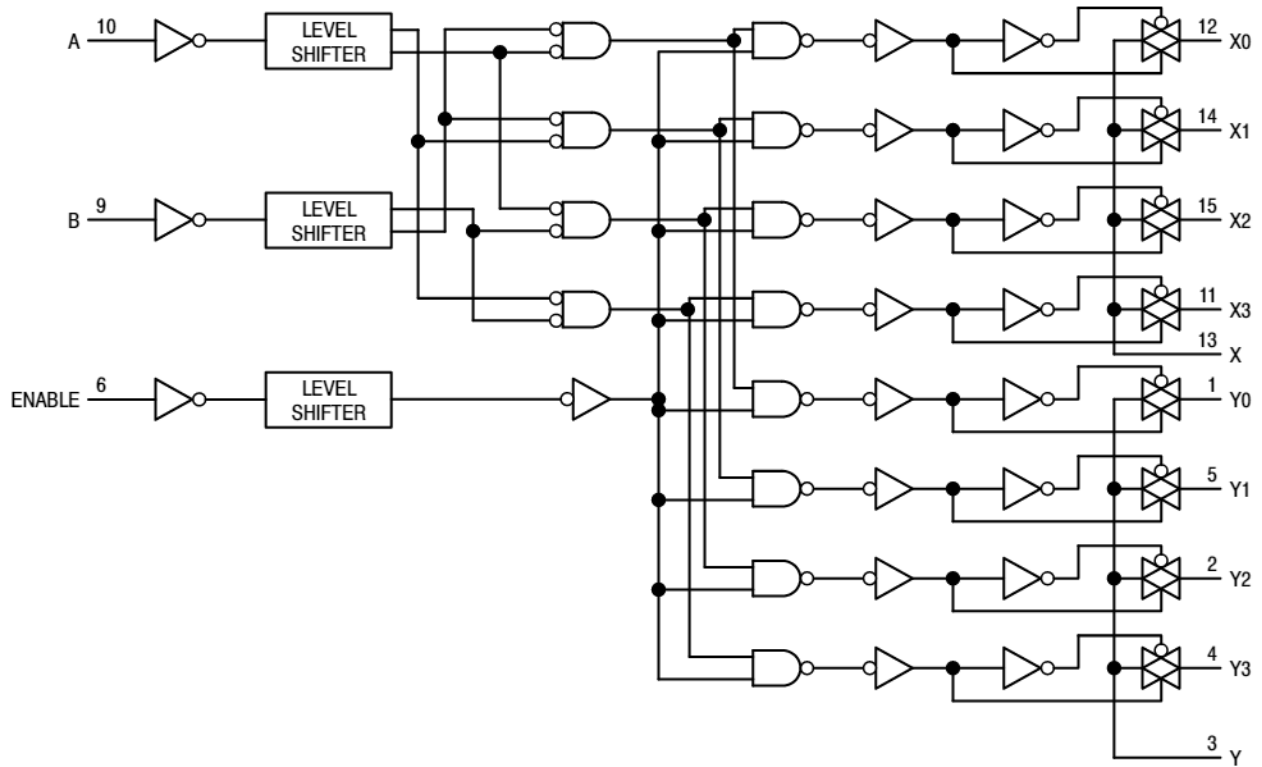 A 10 LEVEL SHIFTER 12 X0
14 X1
B 9 LEVEL SHIFTER 15 X2
11 X3
13 X
ENABLE 6 LEVEL SHIFTER 1 Y0
5 Y1
2 Y2
4 Y3
3 Y